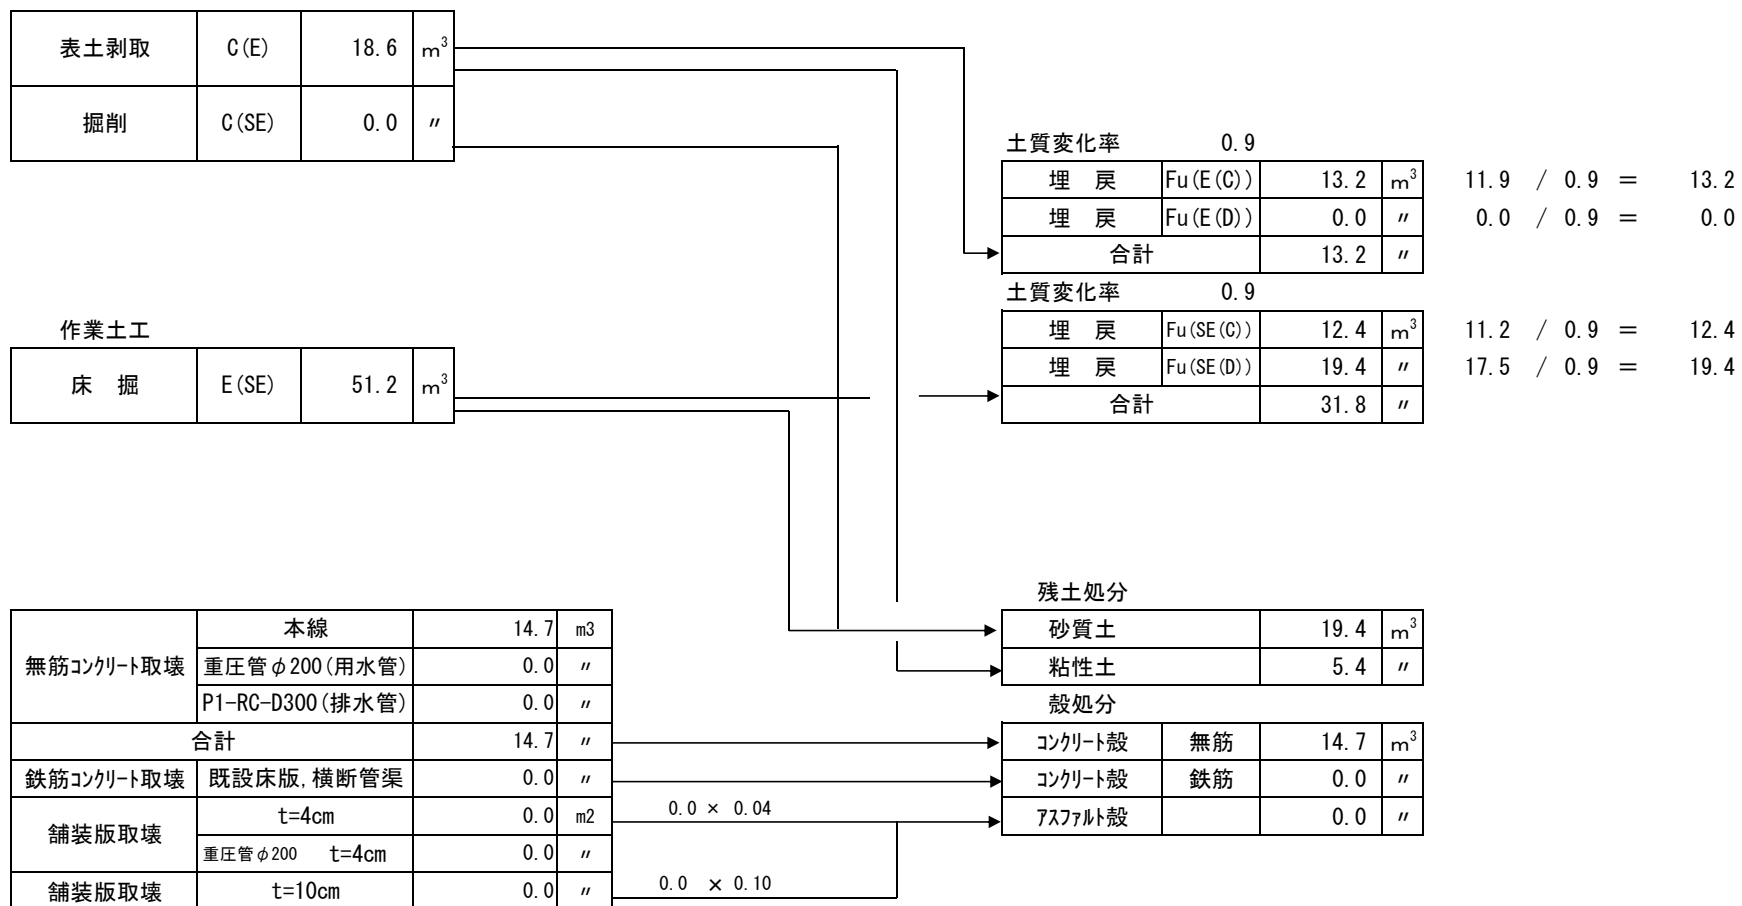 表土剥取 C(E) 18.6 m³
掘削 C(SE) 0.0 〃
土質変化率 0.9
埋 戻 Fu(E(C)) 13.2 m³ 11.9 / 0.9 = 13.2
埋 戻 Fu(E(D)) 0.0 〃 0.0 / 0.9 = 0.0
合計 13.2 〃
土質変化率 0.9
埋 戻 Fu(SE(C)) 12.4 m³ 11.2 / 0.9 = 12.4
作業土工
埋 戻 Fu(SE(D)) 19.4 〃 17.5 / 0.9 = 19.4
床 掘 E(SE) 51.2 m³
合計 31.8 〃
残土処分
無筋コンクリート取壊 本線 14.7 m3
砂質土 19.4 m³
重圧管φ200(用水管) 0.0 〃
粘性土 5.4 〃
P1-RC-D300(排水管) 0.0 〃
殻処分
合計 14.7 〃
コンクリート殻 無筋 14.7 m³
鉄筋コンクリート取壊 既設床版,横断管渠 0.0 〃
コンクリート殻 鉄筋 0.0 〃
舗装版取壊 t=4cm 0.0 m2 0.0 × 0.04
アスファルト殻 0.0 〃
重圧管φ200 t=4cm 0.0 〃
舗装版取壊 t=10cm 0.0 〃 0.0 × 0.10